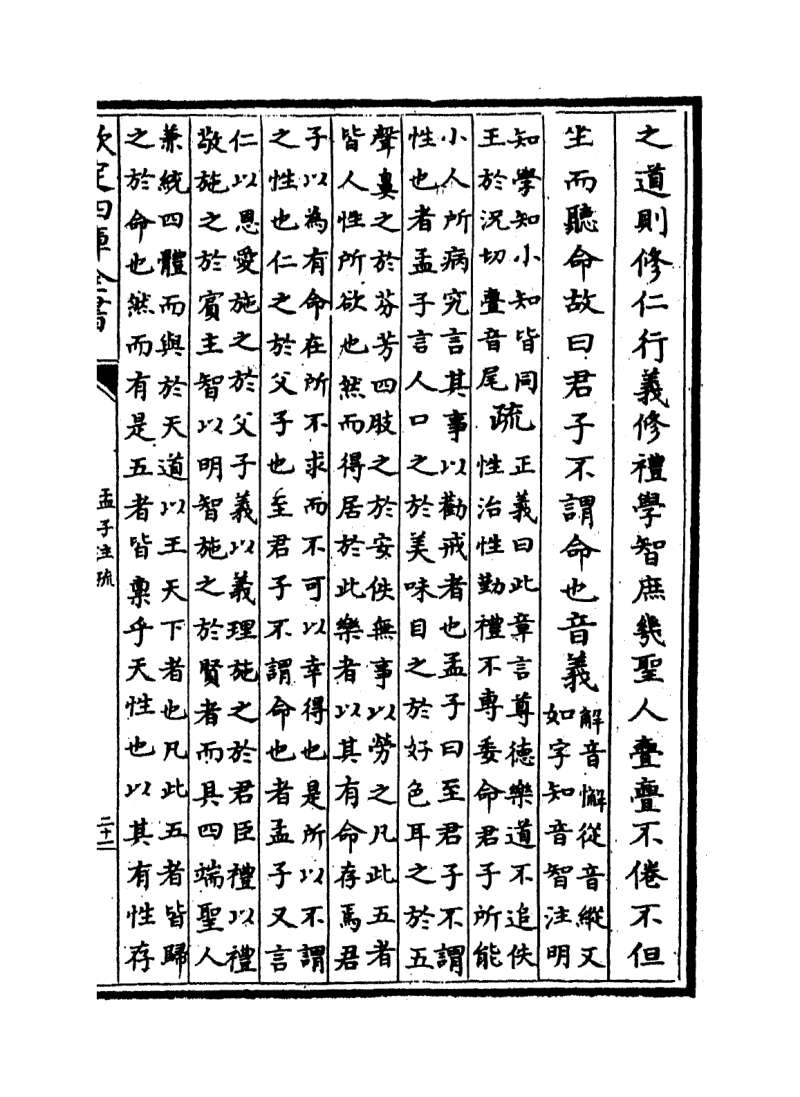 之道則修仁行義修禮學智庶幾聖人亹亹不倦不但
坐而聽命故曰君子不謂命也音義
解音懈從音縱又
如字知音智注明
知學知小知皆同
王於況切亹音尾
疏
正義曰此章言尊德樂道不追佚
性治性勤禮不專委命君子所能
小人所病究言其事以勸戒者也孟子曰至君子不謂
性也者孟子言人口之於美味目之於好色耳之於五
聲鼻之於芬芳四肢之於安佚無事以勞之凡此五者
皆人性所欲也然而得居於此樂者以其有命存焉君
子以為有命在所不求而不可以幸得也是所以不謂
之性也仁之於父子也至君子不謂命也者孟子又言
仁以恩愛施之於父子義以義理施之於君臣禮以禮
敬施之於賓主智以明智施之於賢者而具四端聖人
兼統四體而與於天道以王天下者也凡此五者皆歸
之於命也然而有是五者皆稟乎天性也以其有性存
欽定四庫全書
孟子注疏
二十一